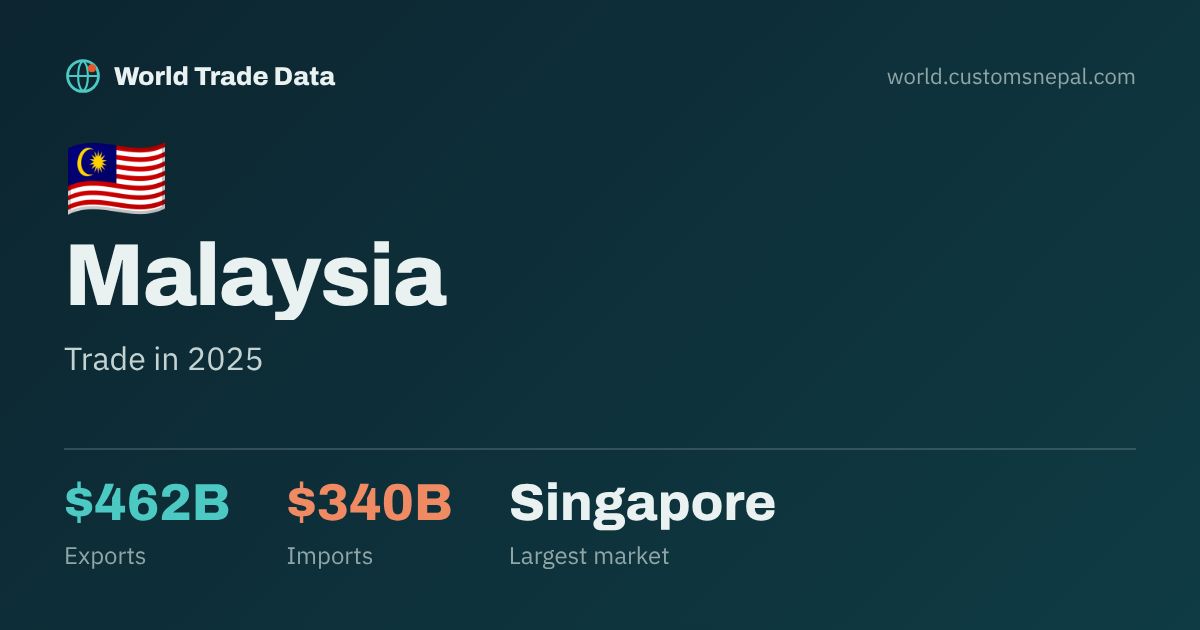 World Trade Data
world.customsnepal.com
Malaysia
Trade in 2025
$462B
Exports
$340B
Imports
Singapore
Largest market